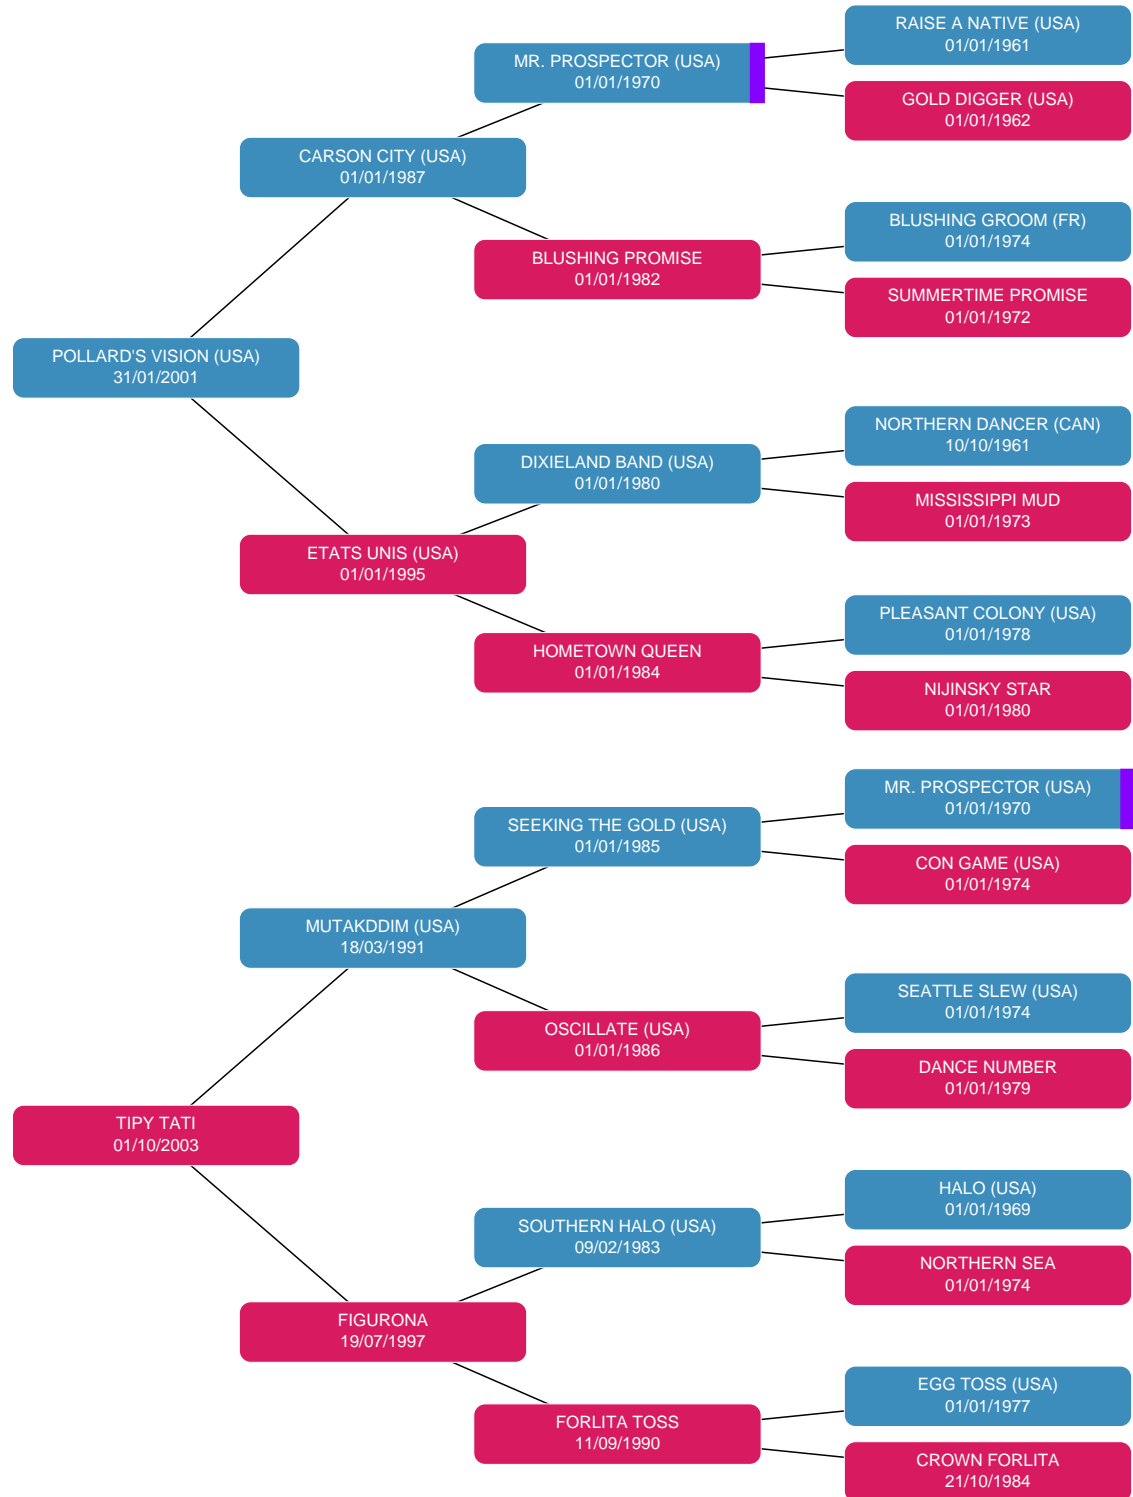 RAISE A NATIVE (USA)
01/01/1961
MR. PROSPECTOR (USA)
01/01/1970
GOLD DIGGER (USA)
01/01/1962
CARSON CITY (USA)
01/01/1987
BLUSHING GROOM (FR)
01/01/1974
BLUSHING PROMISE
01/01/1982
SUMMERTIME PROMISE
01/01/1972
POLLARD'S VISION (USA)
31/01/2001
NORTHERN DANCER (CAN)
10/10/1961
DIXIELAND BAND (USA)
01/01/1980
MISSISSIPPI MUD
01/01/1973
ETATS UNIS (USA)
01/01/1995
PLEASANT COLONY (USA)
01/01/1978
HOMETOWN QUEEN
01/01/1984
NIJINSKY STAR
01/01/1980
MR. PROSPECTOR (USA)
01/01/1970
SEEKING THE GOLD (USA)
01/01/1985
CON GAME (USA)
01/01/1974
MUTAKDDIM (USA)
18/03/1991
SEATTLE SLEW (USA)
01/01/1974
OSCILLATE (USA)
01/01/1986
DANCE NUMBER
01/01/1979
TIPY TATI
01/10/2003
HALO (USA)
01/01/1969
SOUTHERN HALO (USA)
09/02/1983
NORTHERN SEA
01/01/1974
FIGURONA
19/07/1997
EGG TOSS (USA)
01/01/1977
FORLITA TOSS
11/09/1990
CROWN FORLITA
21/10/1984